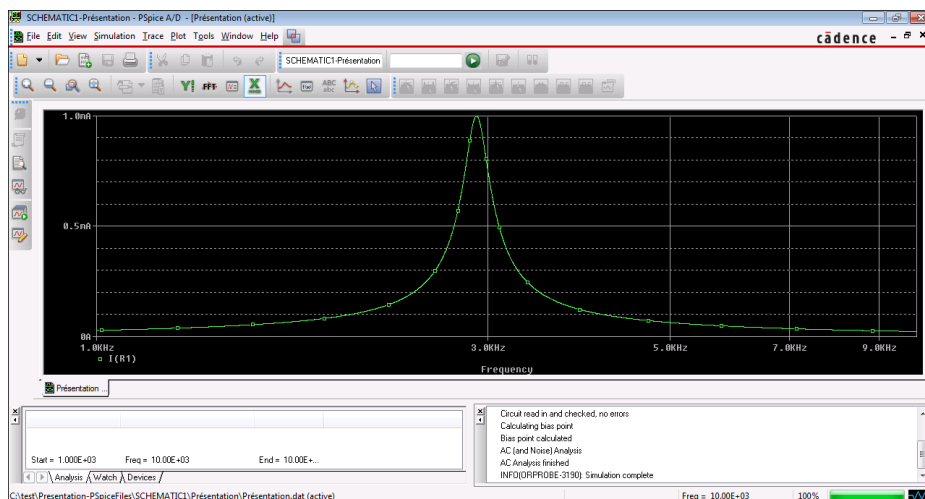 SCHEMATIC1-Présentation - PSpice A/D - [Présentation (active)]
File Edit View Simulation Trace Plot Tools Window Help
cādence
SCHEMATIC1-Présentation
FFT
ABC
abc
1.0mA
0.5mA
0A
1.0KHz 3.0KHz 5.0KHz 7.0KHz 9.0KHz
I(R1)
Frequency
Présentation ...
Start = 1.000E+03 Freq = 10.00E+03 End = 10.00E+...
Analysis Watch Devices
Circuit read in and checked, no errors
Calculating bias point
Bias point calculated
AC (and Noise) Analysis
AC Analysis finished
INFO(ORPROBE-3190): Simulation complete
C:\test\Presentation-PSpiceFiles\SCHEMATIC1\Présentation\Présentation.dat (active)
Freq = 10.00E+03 100%